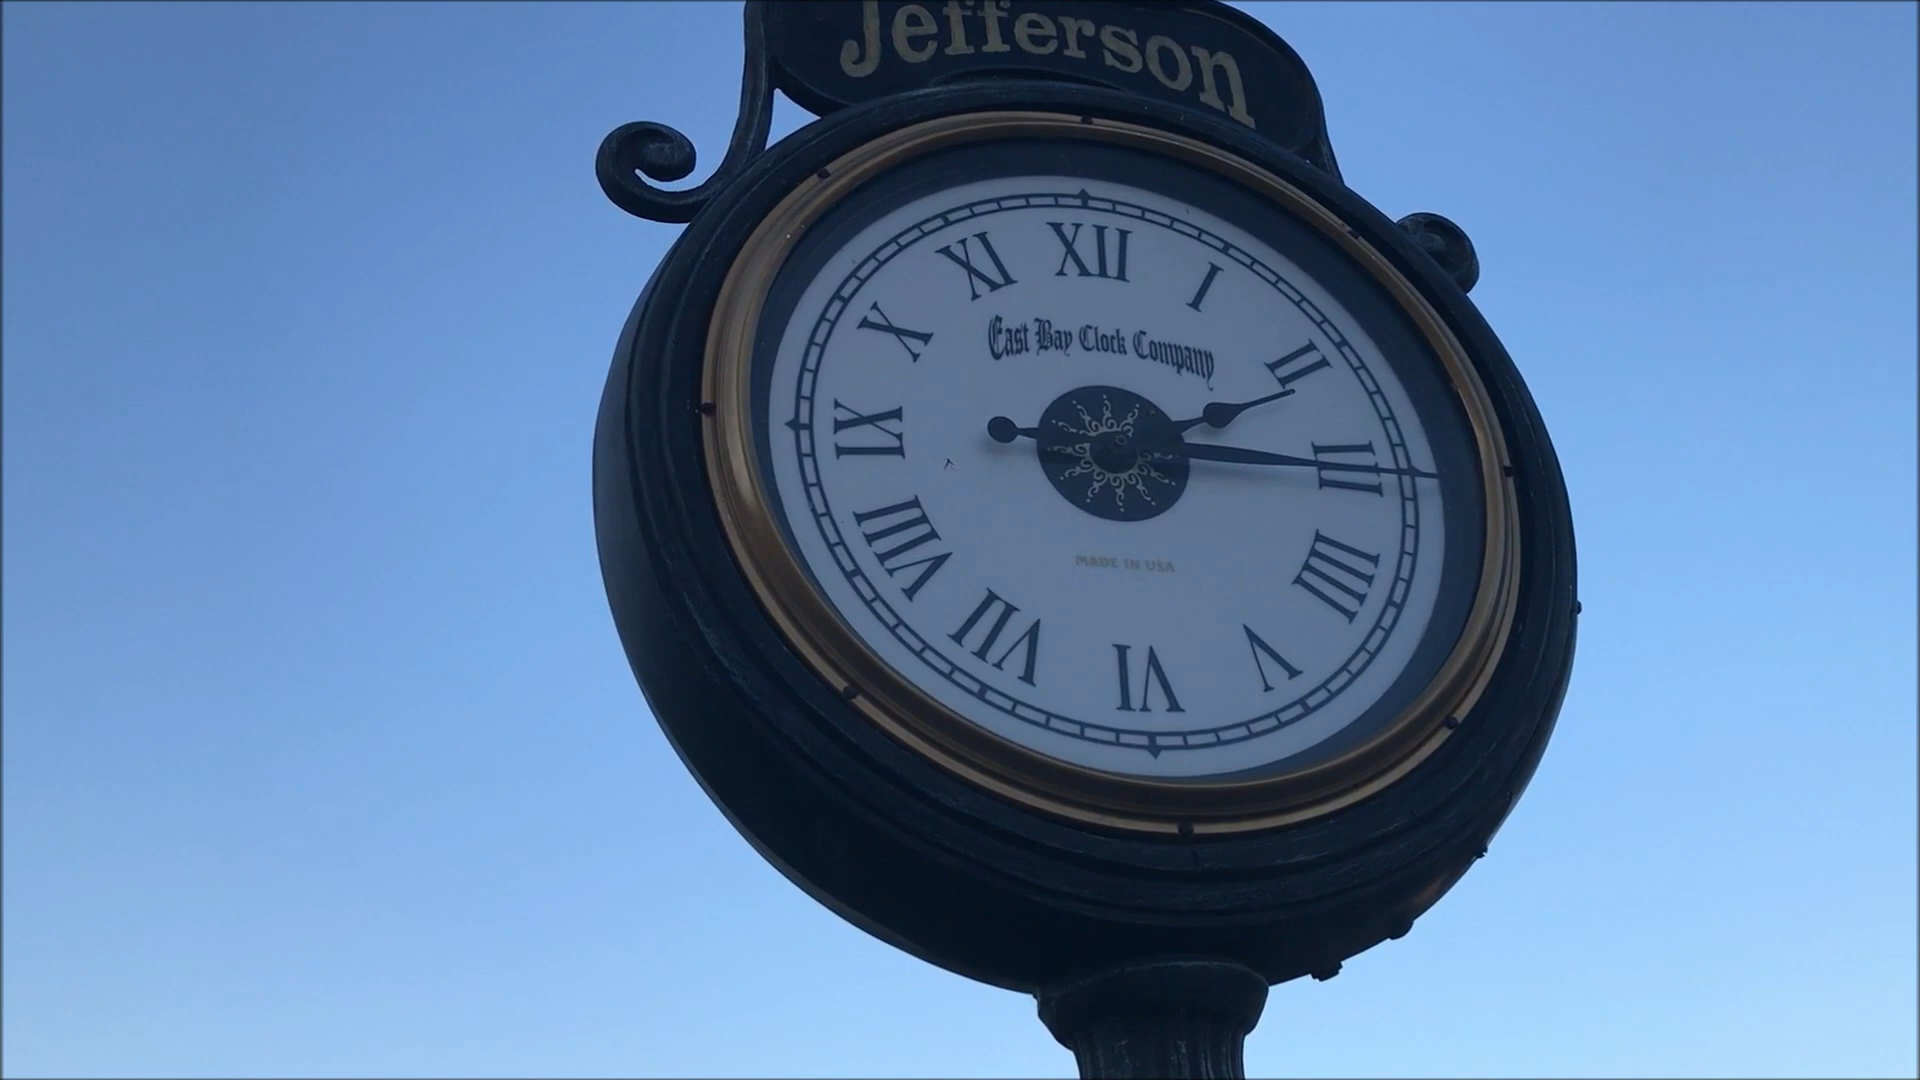 Jefferson
XII
XI
I
X
II
East Bay Clock Company
IX
III
MADE IN USA
VIII
IIII
VII
V
VI